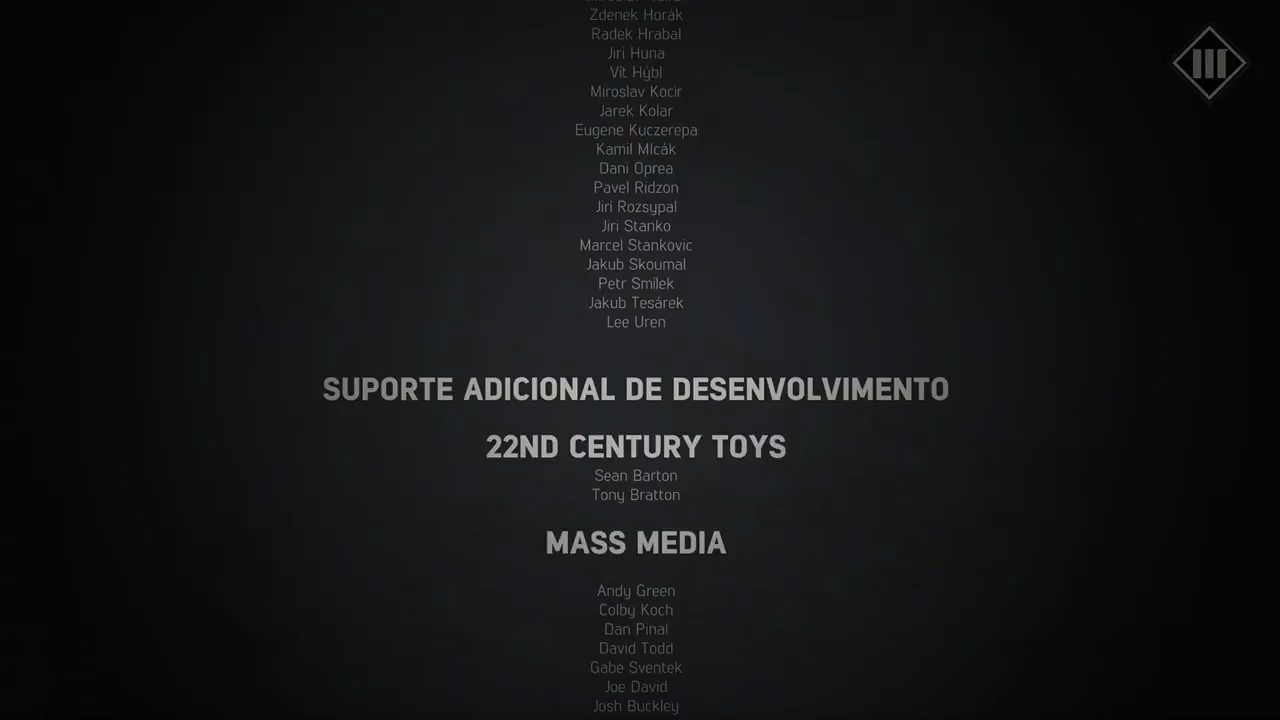 Zdenek Horák
Radek Hrabal
Jiri Huna
Vít Hýbl
Miroslav Kocir
Jarek Kolar
Eugene Kuczerepa
Kamil Mlcák
Dani Oprea
Pavel Ridzon
Jiri Rozsypal
Jiri Stanko
Marcel Stankovic
Jakub Skoumal
Petr Smilek
Jakub Tesárek
Lee Uren
SUPORTE ADICIONAL DE DESENVOLVIMENTO
22ND CENTURY TOYS
Sean Barton
Tony Bratton
MASS MEDIA
Andy Green
Colby Koch
Dan Pinal
David Todd
Gabe Sventek
Joe David
Josh Buckley